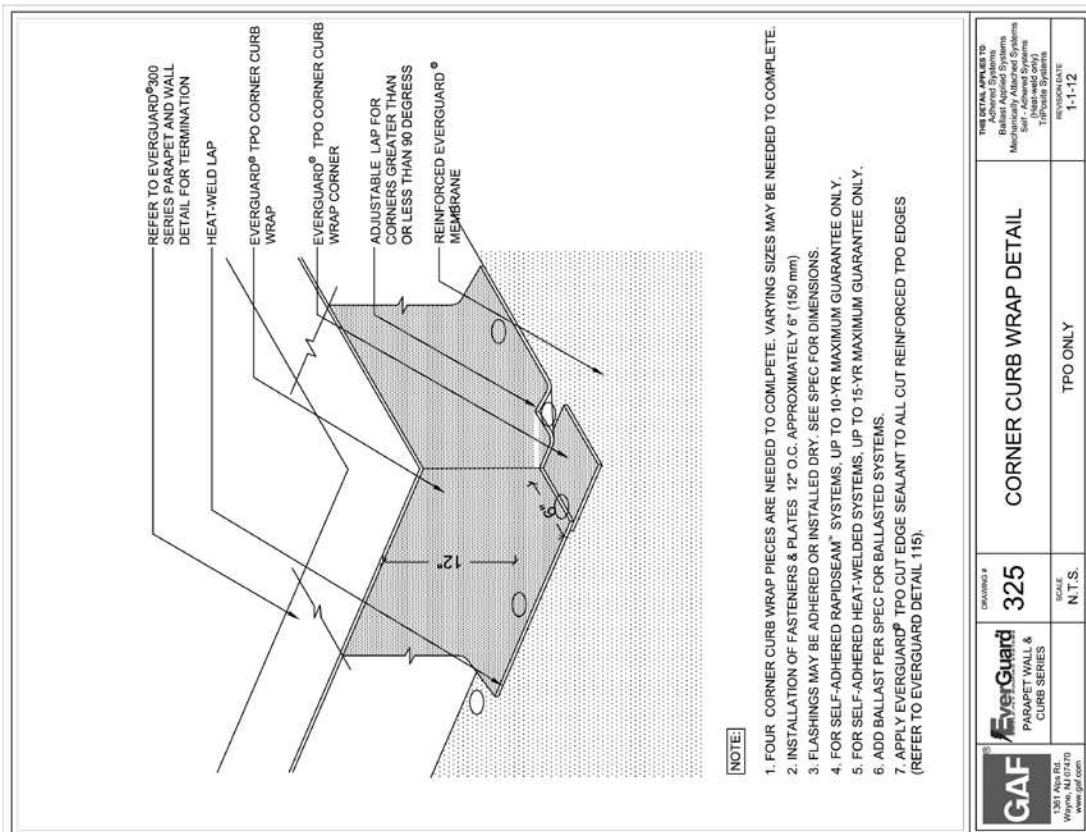 REFER TO EVERGUARD®300
SERIES PARAPET AND WALL
DETAIL FOR TERMINATION
HEAT-WELD LAP
EVERGUARD® TPO CORNER CURB
WRAP
EVERGUARD® TPO CORNER CURB
WRAP CORNER
ADJUSTABLE LAP FOR
CORNERS GREATER THAN
OR LESS THAN 90 DEGRESS
REINFORCED EVERGUARD®
MEMBRANE
12"
6"
NOTE:
1. FOUR CORNER CURB WRAP PIECES ARE NEEDED TO COMLPETE. VARYING SIZES MAY BE NEEDED TO COMPLETE.
2. INSTALLATION OF FASTENERS & PLATES 12" O.C. APPROXIMATELY 6" (150 mm)
3. FLASHINGS MAY BE ADHERED OR INSTALLED DRY. SEE SPEC FOR DIMENSIONS.
4. FOR SELF-ADHERED RAPIDSEAM™ SYSTEMS, UP TO 10-YR MAXIMUM GUARANTEE ONLY.
5. FOR SELF-ADHERED HEAT-WELDED SYSTEMS, UP TO 15-YR MAXIMUM GUARANTEE ONLY.
6. ADD BALLAST PER SPEC FOR BALLASTED SYSTEMS.
7. APPLY EVERGUARD® TPO CUT EDGE SEALANT TO ALL CUT REINFORCED TPO EDGES
(REFER TO EVERGUARD DETAIL 115).
GAF®
1361 Alps Rd.
Wayne, NJ 07470
www.gaf.com
EverGuard
PARAPET WALL &
CURB SERIES
DRAWING #
325
SCALE
N.T.S.
CORNER CURB WRAP DETAIL
TPO ONLY
THIS DETAIL APPLIES TO:
Adhered Systems
Ballast Applied Systems
Mechanically Attached Systems
Self - Adhered Systems
(Heat-weld only)
TriPosite Systems
REVISION DATE
1-1-12